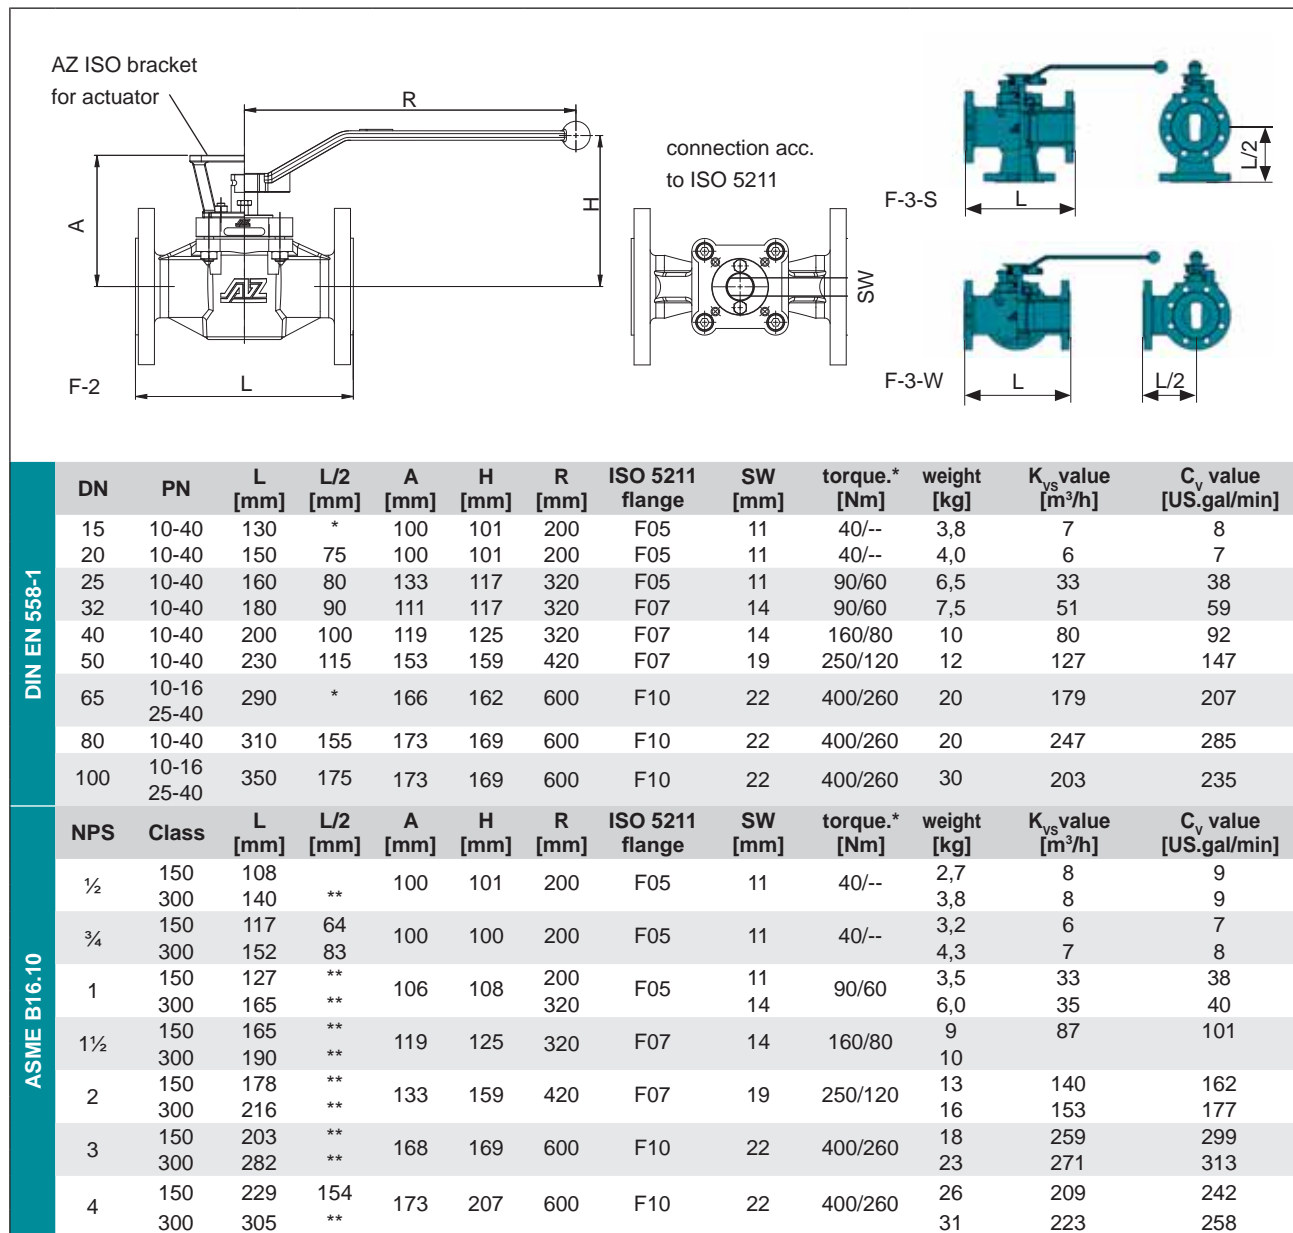 AZ ISO bracket
for actuator
R
A
H
AZ
F-2
L
connection acc.
to ISO 5211
SW
F-3-S
L
L/2
F-3-W
L
L/2
DIN EN 558-1
DN PN L [mm] L/2 [mm] A [mm] H [mm] R [mm] ISO 5211 flange SW [mm] torque.* [Nm] weight [kg] Kvs value [m³/h] Cv value [US.gal/min]
15 10-40 130 * 100 101 200 F05 11 40/-- 3,8 7 8
20 10-40 150 75 100 101 200 F05 11 40/-- 4,0 6 7
25 10-40 160 80 133 117 320 F05 11 90/60 6,5 33 38
32 10-40 180 90 111 117 320 F07 14 90/60 7,5 51 59
40 10-40 200 100 119 125 320 F07 14 160/80 10 80 92
50 10-40 230 115 153 159 420 F07 19 250/120 12 127 147
65 10-16 25-40 290 * 166 162 600 F10 22 400/260 20 179 207
80 10-40 310 155 173 169 600 F10 22 400/260 20 247 285
100 10-16 25-40 350 175 173 169 600 F10 22 400/260 30 203 235
ASME B16.10
NPS Class L [mm] L/2 [mm] A [mm] H [mm] R [mm] ISO 5211 flange SW [mm] torque.* [Nm] weight [kg] Kvs value [m³/h] Cv value [US.gal/min]
½ 150 108 100 101 200 F05 11 40/-- 2,7 8 9
300 140 ** 3,8 8 9
¾ 150 117 64 100 100 200 F05 11 40/-- 3,2 6 7
300 152 83 4,3 7 8
1 150 127 ** 106 108 200 F05 11 90/60 3,5 33 38
300 165 ** 320 14 6,0 35 40
1½ 150 165 ** 119 125 320 F07 14 160/80 9 87 101
300 190 ** 10
2 150 178 ** 133 159 420 F07 19 250/120 13 140 162
300 216 ** 16 153 177
3 150 203 ** 168 169 600 F10 22 400/260 18 259 299
300 282 ** 23 271 313
4 150 229 154 173 207 600 F10 22 400/260 26 209 242
300 305 ** 31 223 258